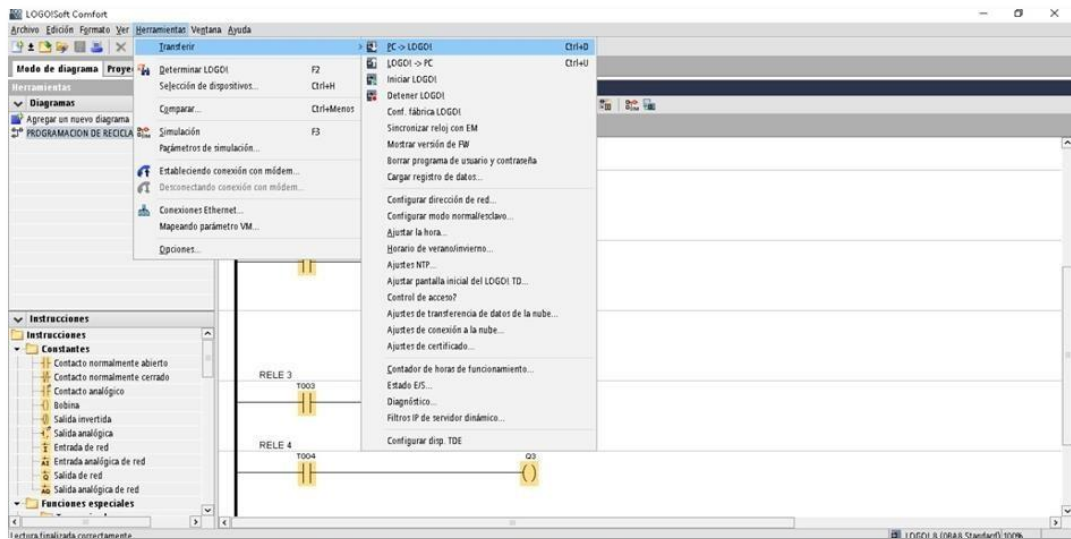 LOGO!Soft Comfort
Archivo Edición Formato Ver Herramientas Ventana Ayuda
Modo de diagrama Proye
Herramientas
Diagramas
Agregar un nuevo diagrama
PROGRAMACION DE RECICLA
Transferir
Determinar LOGO! F2
Selección de dispositivos... Ctrl+H
Comparar... Ctrl+Menos
Simulación F3
Parámetros de simulación...
Estableciendo conexión con módem...
Desconectando conexión con módem...
Conexiones Ethernet...
Mapeando parámetro VM...
Opciones...
PC -> LOGO! Ctrl+D
LOGO! -> PC Ctrl+U
Iniciar LOGO!
Detener LOGO!
Conf. fábrica LOGO!
Sincronizar reloj con EM
Mostrar versión de FW
Borrar programa de usuario y contraseña
Cargar registro de datos...
Configurar dirección de red...
Configurar modo normal/esclavo...
Ajustar la hora...
Horario de verano/invierno...
Ajustes NTP...
Ajustar pantalla inicial del LOGO! TD...
Control de acceso?
Ajustes de transferencia de datos de la nube...
Ajustes de conexión a la nube...
Ajustes de certificado...
Contador de horas de funcionamiento...
Estado E/S...
Diagnóstico...
Filtros IP de servidor dinámico...
Configurar disp. TDE
Instrucciones
Instrucciones
Constantes
Contacto normalmente abierto
Contacto normalmente cerrado
Contacto analógico
Bobina
Salida invertida
Salida analógica
Entrada de red
Entrada analógica de red
Salida de red
Salida analógica de red
Funciones especiales
RELE 3
T003
RELE 4
T004 Q3
Lectura finalizada correctamente
LOGO! 8 (0BA8 Standard) 100%